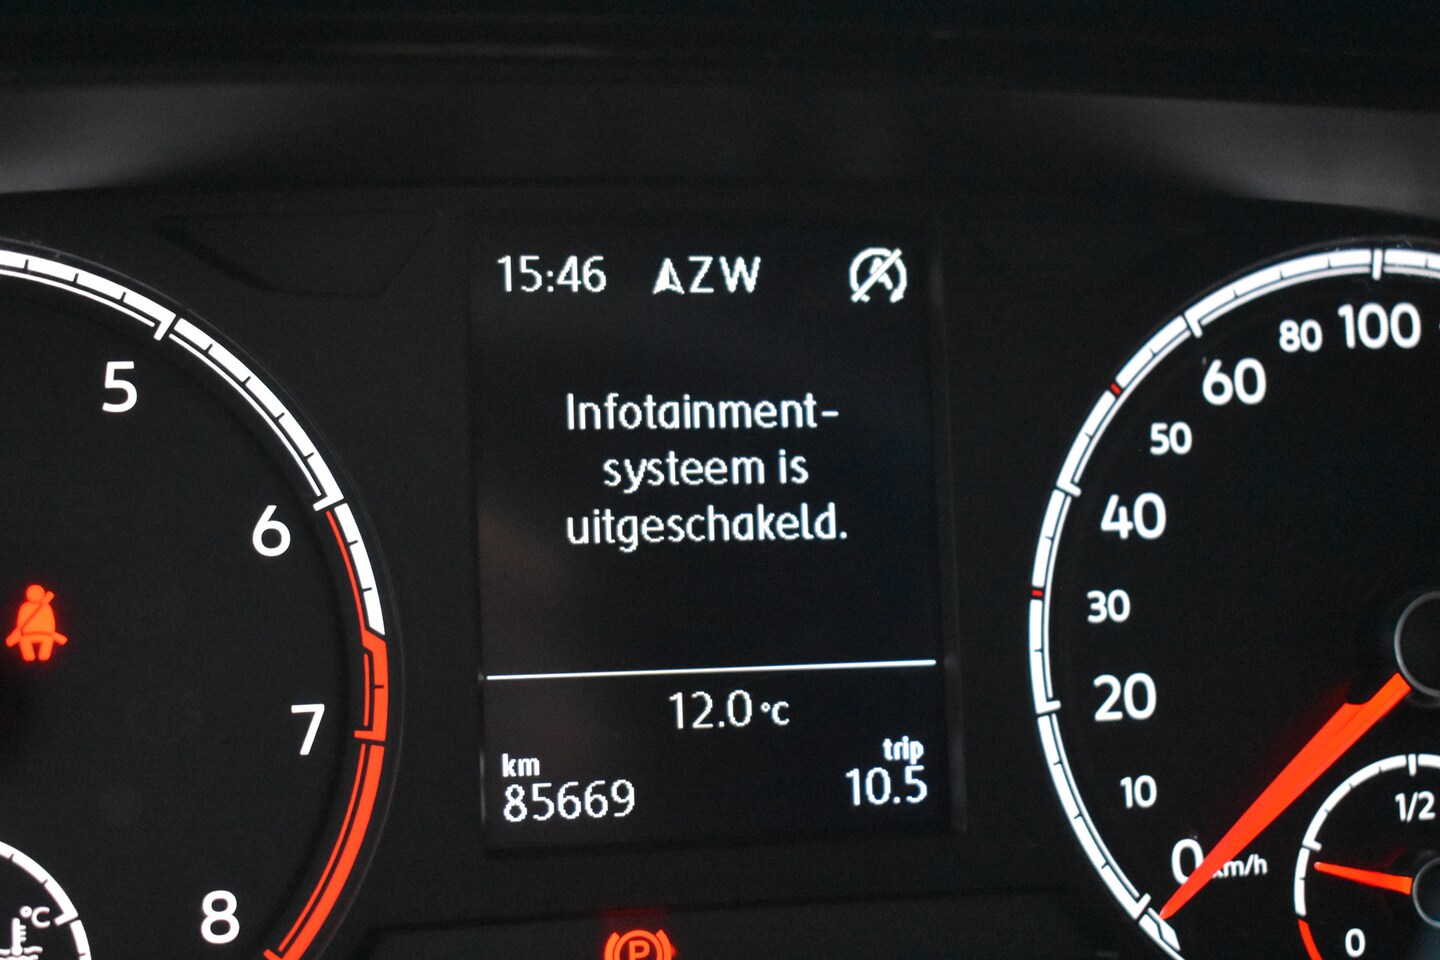 15:46 AZW
Infotainment-
systeem is
uitgeschakeld.
12.0 °C
km
85669
trip
10.5
5
6
7
8
°C
100
80
60
50
40
30
20
10
0 km/h
1/2
0
P